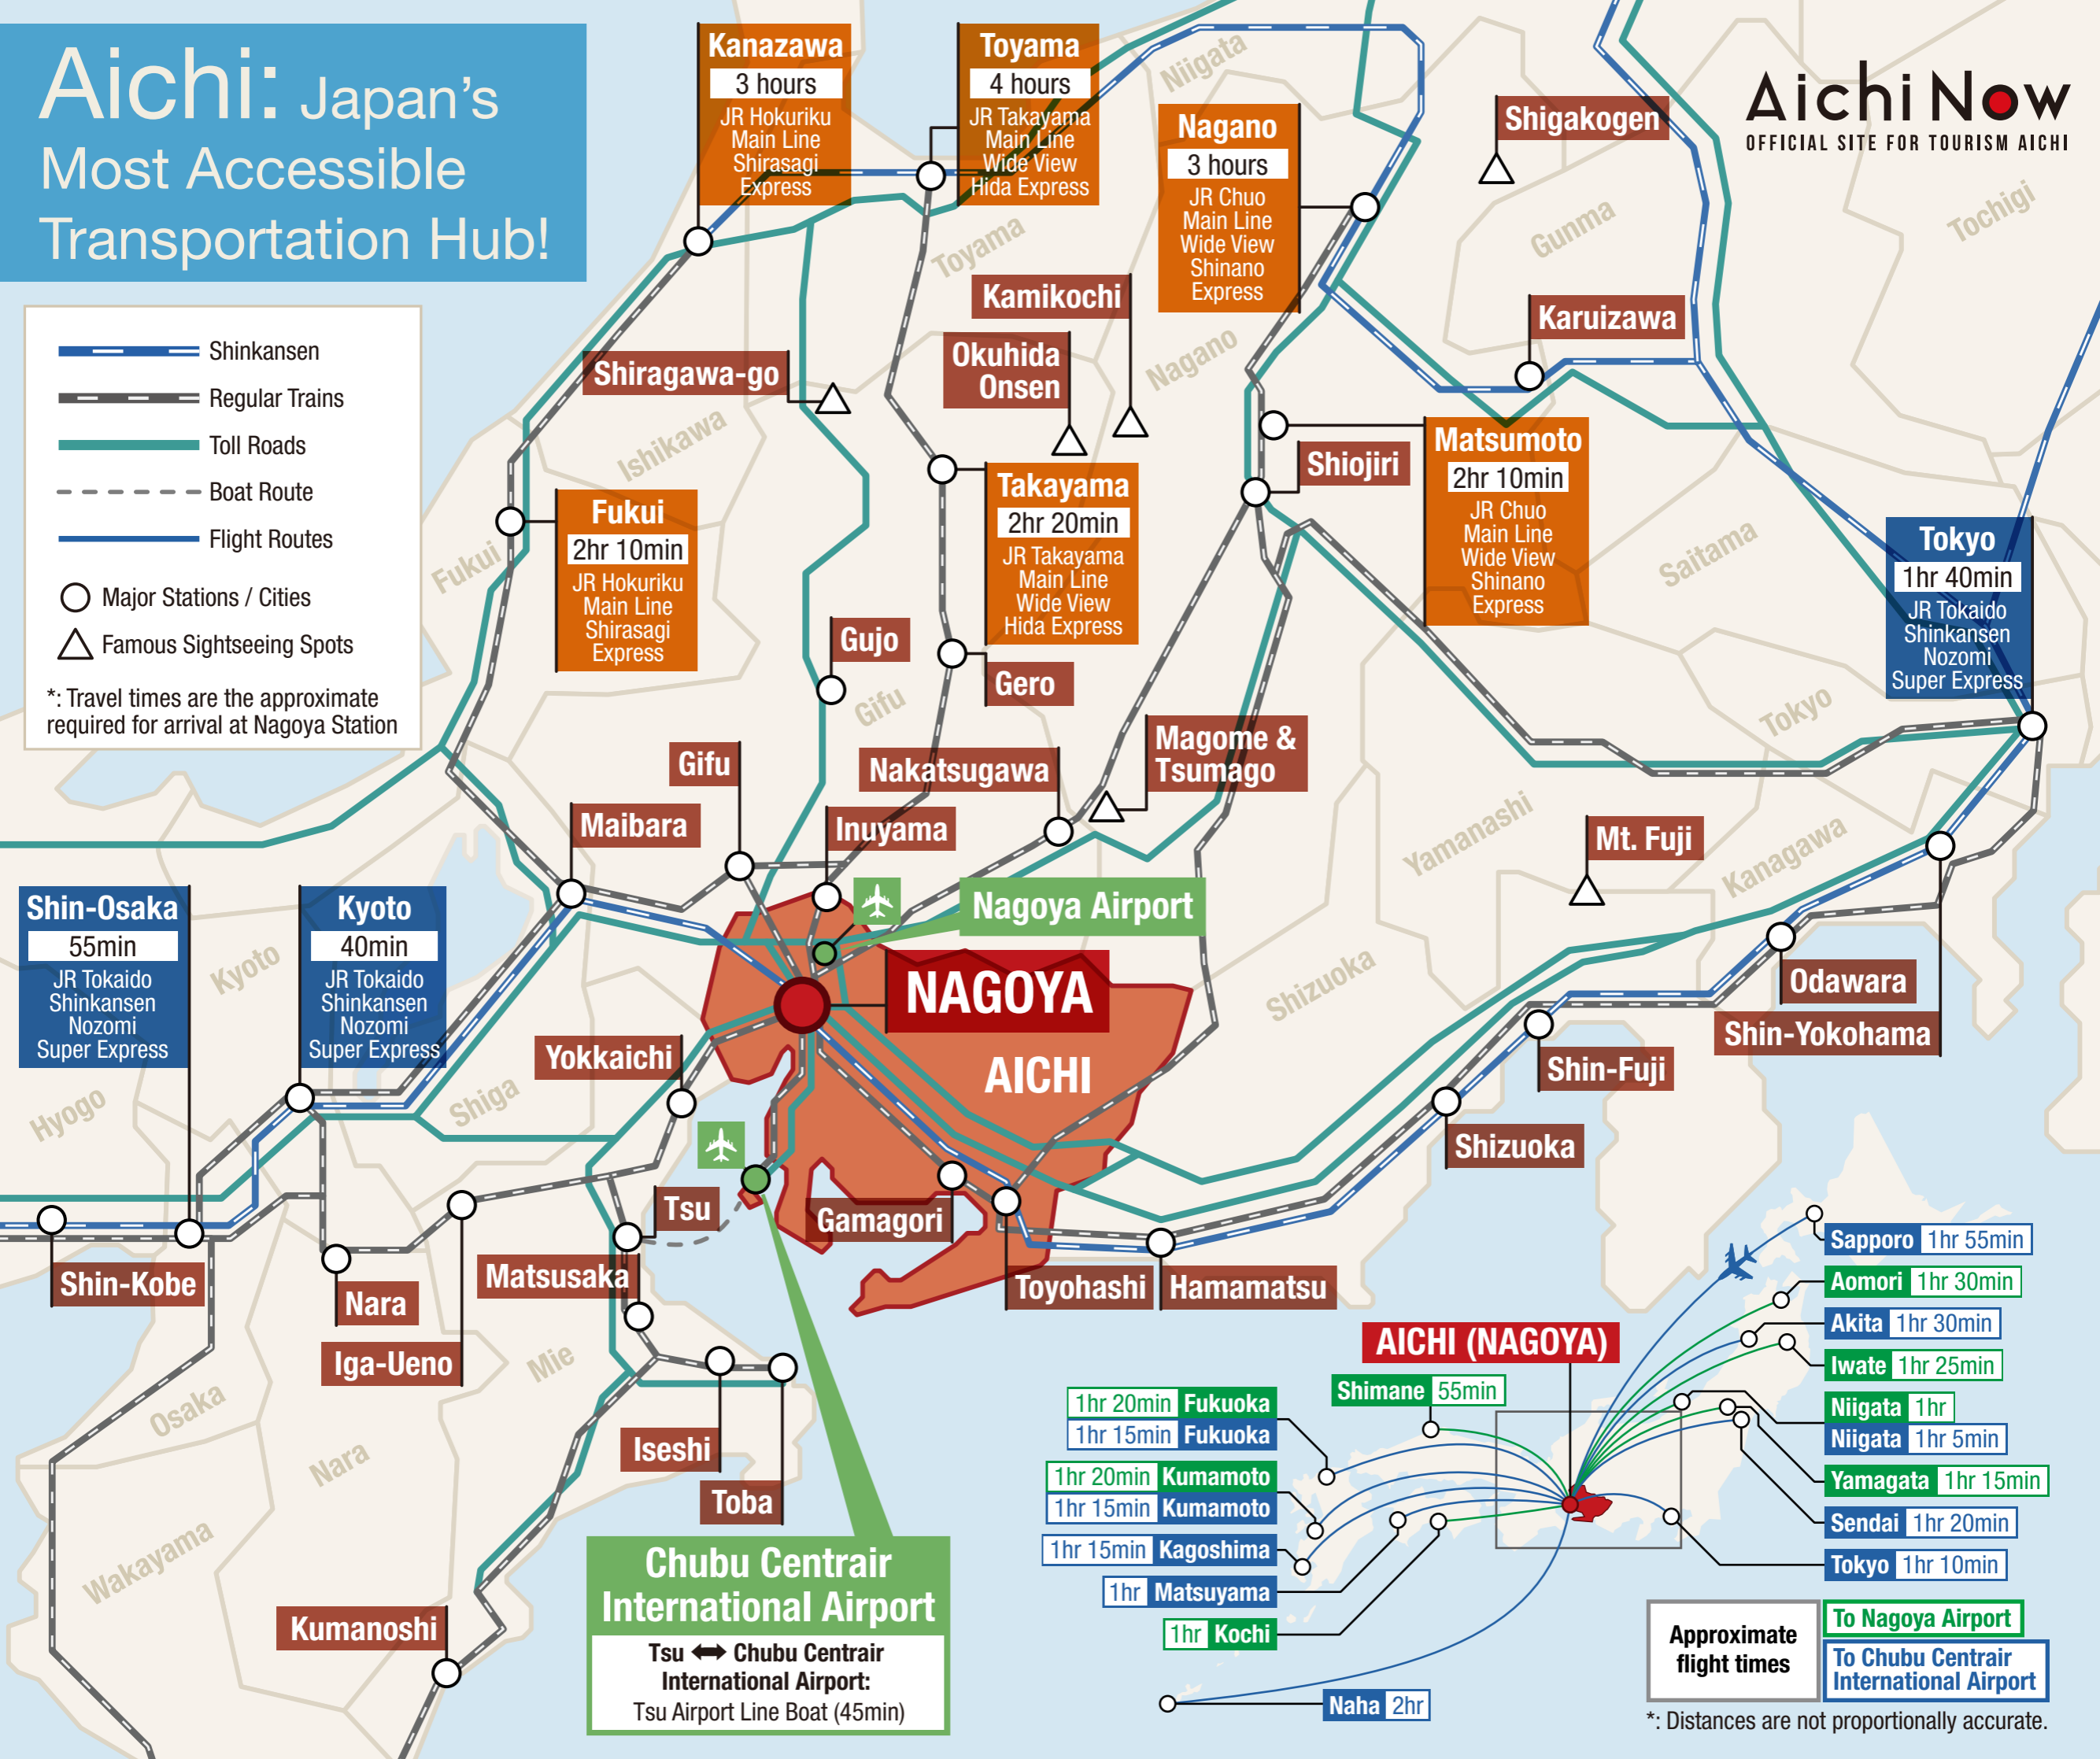 Aichi: Japan's
Most Accessible
Transportation Hub!
Aichi Now
OFFICIAL SITE FOR TOURISM AICHI
Shinkansen
Regular Trains
Toll Roads
Boat Route
Flight Routes
Major Stations / Cities
Famous Sightseeing Spots
*: Travel times are the approximate
required for arrival at Nagoya Station
Kanazawa
3 hours
JR Hokuriku
Main Line
Shirasagi
Express
Toyama
4 hours
JR Takayama
Main Line
Wide View
Hida Express
Nagano
3 hours
JR Chuo
Main Line
Wide View
Shinano
Express
Niigata
Shigakogen
Gunma
Tochigi
Toyama
Kamikochi
Okuhida
Onsen
Nagano
Karuizawa
Shiragawa-go
Ishikawa
Fukui
Fukui
2hr 10min
JR Hokuriku
Main Line
Shirasagi
Express
Takayama
2hr 20min
JR Takayama
Main Line
Wide View
Hida Express
Shiojiri
Matsumoto
2hr 10min
JR Chuo
Main Line
Wide View
Shinano
Express
Saitama
Tokyo
1hr 40min
JR Tokaido
Shinkansen
Nozomi
Super Express
Gujo
Gero
Gifu
Tokyo
Gifu
Nakatsugawa
Magome &
Tsumago
Maibara
Inuyama
Yamanashi
Mt. Fuji
Kanagawa
Shin-Osaka
55min
JR Tokaido
Shinkansen
Nozomi
Super Express
Kyoto
40min
JR Tokaido
Shinkansen
Nozomi
Super Express
Kyoto
Nagoya Airport
NAGOYA
AICHI
Shizuoka
Odawara
Shin-Yokohama
Shin-Fuji
Shizuoka
Yokkaichi
Hyogo
Shiga
Tsu
Gamagori
Toyohashi
Hamamatsu
Shin-Kobe
Nara
Matsusaka
Iga-Ueno
Mie
Osaka
Nara
Iseshi
Toba
Wakayama
Kumanoshi
Chubu Centrair
International Airport
Tsu ⟷ Chubu Centrair
International Airport:
Tsu Airport Line Boat (45min)
AICHI (NAGOYA)
Shimane 55min
1hr 20min Fukuoka
1hr 15min Fukuoka
1hr 20min Kumamoto
1hr 15min Kumamoto
1hr 15min Kagoshima
1hr Matsuyama
1hr Kochi
Naha 2hr
Sapporo 1hr 55min
Aomori 1hr 30min
Akita 1hr 30min
Iwate 1hr 25min
Niigata 1hr
Niigata 1hr 5min
Yamagata 1hr 15min
Sendai 1hr 20min
Tokyo 1hr 10min
Approximate
flight times
To Nagoya Airport
To Chubu Centrair
International Airport
*: Distances are not proportionally accurate.